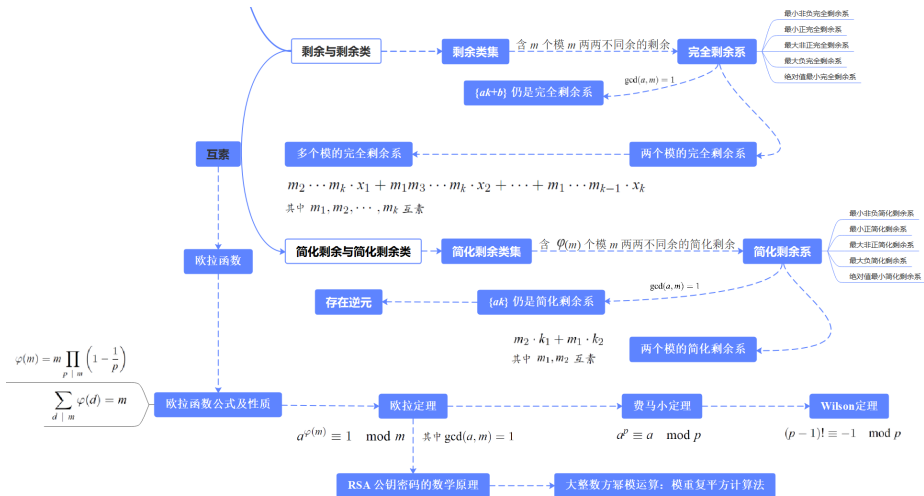 剩余与剩余类
剩余类集
含 m 个模 m 两两不同余的剩余
完全剩余系
最小非负完全剩余系
最小正完全剩余系
最大非正完全剩余系
最大负完全剩余系
绝对值最小完全剩余系
gcd(a, m) = 1
{ak+b} 仍是完全剩余系
互素
多个模的完全剩余系
两个模的完全剩余系
m₂ ⋯ mₖ · x₁ + m₁m₃ ⋯ mₖ · x₂ + ⋯ + m₁ ⋯ mₖ₋₁ · xₖ
其中 m₁, m₂, ⋯ , mₖ 互素
简化剩余与简化剩余类
简化剩余类集
含 φ(m) 个模 m 两两不同的简化剩余
简化剩余系
最小非负简化剩余系
最小正简化剩余系
最大非正简化剩余系
最大负简化剩余系
绝对值最小简化剩余系
欧拉函数
gcd(a, m) = 1
存在逆元
{ak} 仍是简化剩余系
m₂ · k₁ + m₁ · k₂
其中 m₁, m₂ 互素
两个模的简化剩余系
φ(m) = m ∏_{p | m} (1 − 1/p)
∑_{d | m} φ(d) = m
欧拉函数公式及性质
欧拉定理
费马小定理
Wilson定理
a^{φ(m)} ≡ 1 mod m 其中 gcd(a, m) = 1
a^p ≡ a mod p
(p − 1)! ≡ −1 mod p
RSA 公钥密码的数学原理
大整数方幂模运算：模重复平方计算法